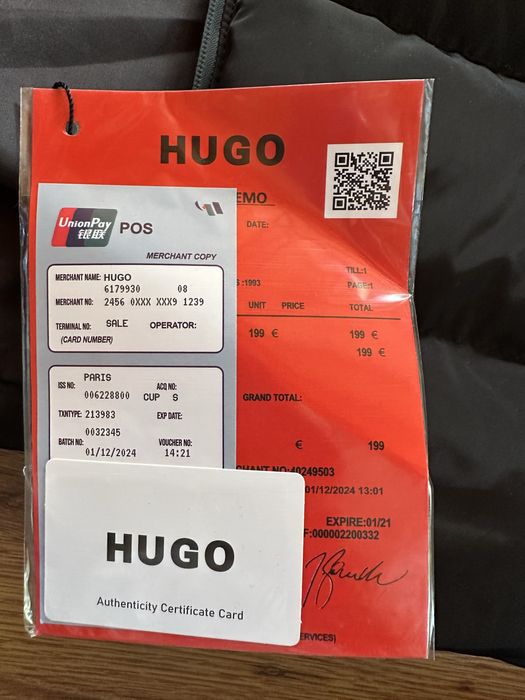 HUGO
EMO
DATE:
UnionPay
银联
POS
MERCHANT COPY
MERCHANT NAME: HUGO
6179930 08
MERCHANT NO: 2456 0XXX XXX9 1239
TERMINAL NO: SALE OPERATOR:
(CARD NUMBER)
:1993
TILL:1
PAGE:1
UNIT PRICE TOTAL
199 € 199 €
199 €
PARIS
ISS NO: ACQ NO:
006228800 CUP S
TXNTYPE: 213983 EXP DATE:
0032345
BATCH NO: VOUCHER NO:
01/12/2024 14:21
GRAND TOTAL:
€ 199
CHANT NO:40249503
01/12/2024 13:01
EXPIRE:01/21
F:000002200332
HUGO
Authenticity Certificate Card
ERVICES)